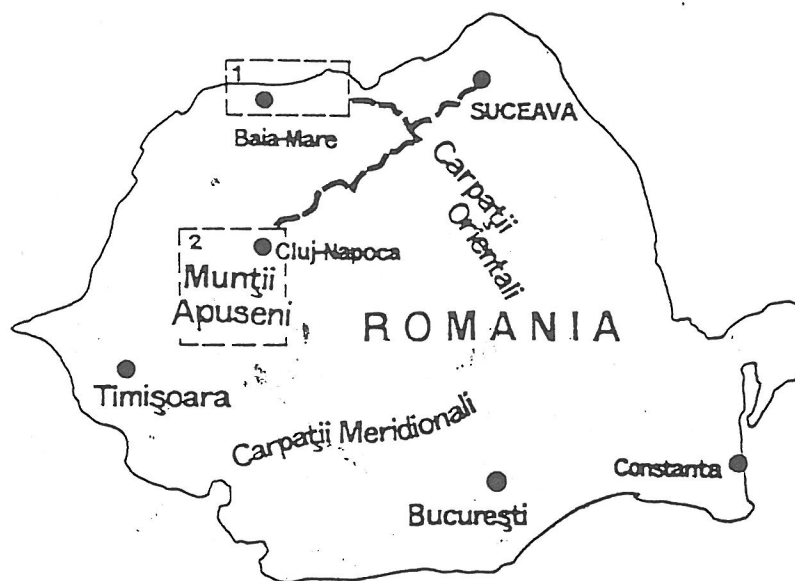 1
SUCEAVA
Baia-Mare
Carpaţii
Orientali
2
Cluj-Napoca
Munţii
Apuseni
ROMANIA
Timişoara
Carpaţii Meridionali
Constanta
Bucureşti